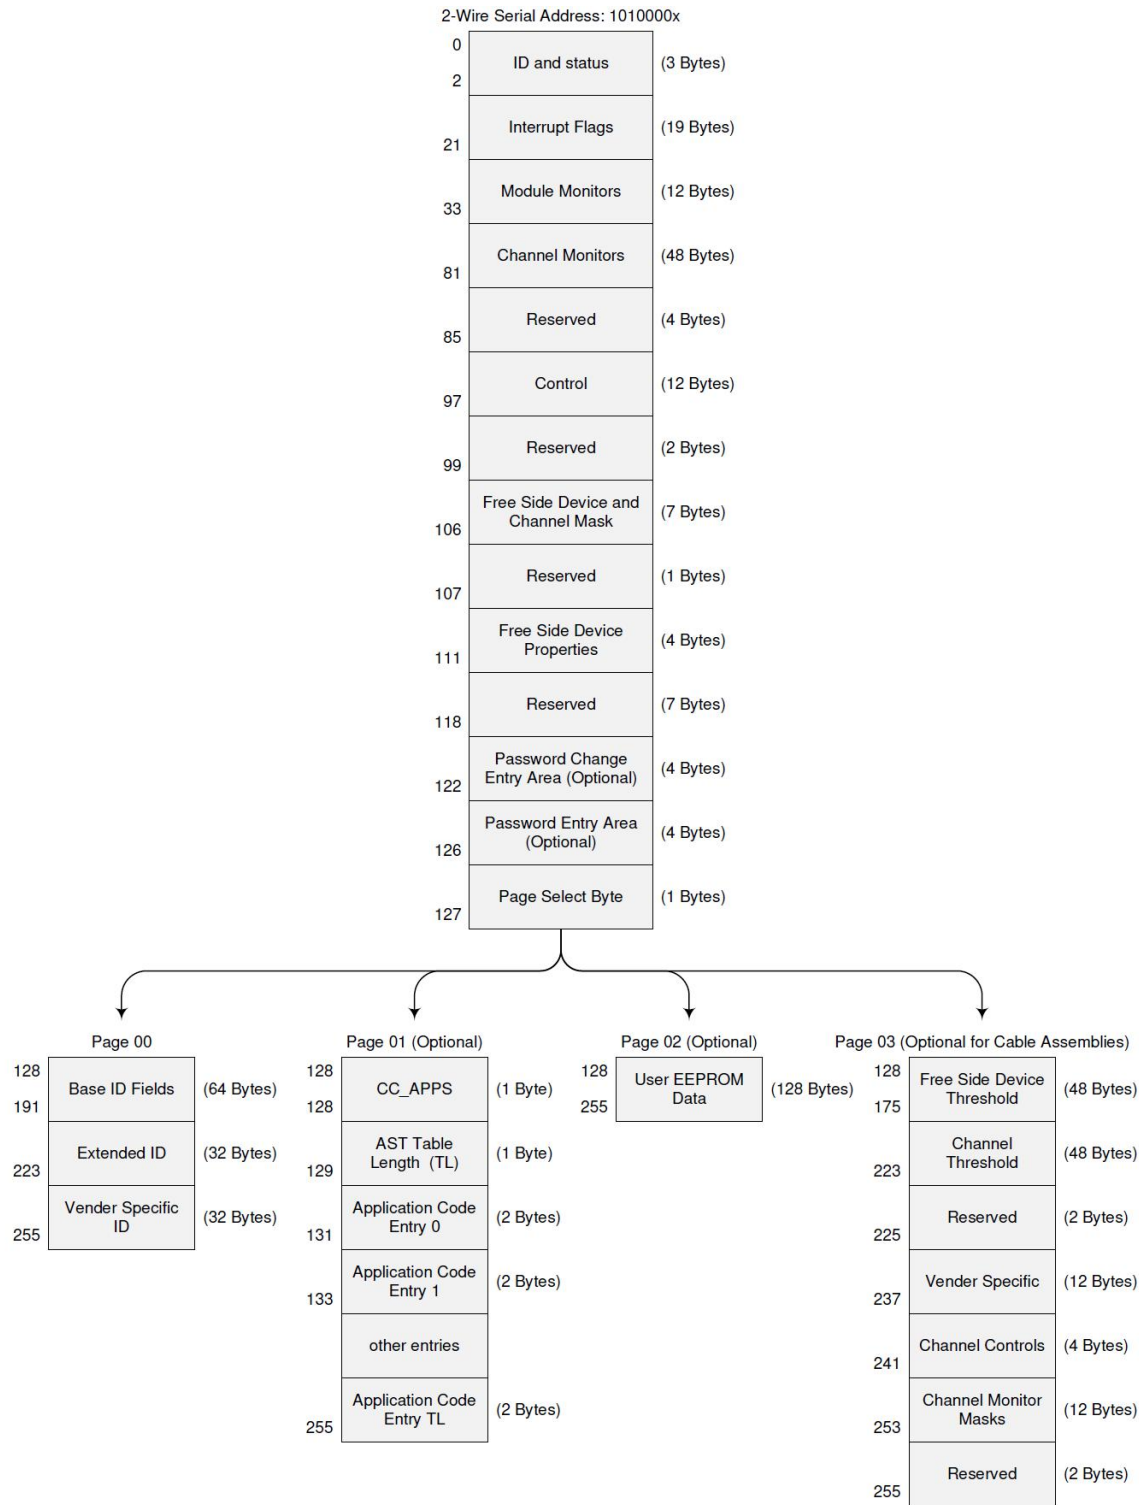 2-Wire Serial Address: 1010000x
0
ID and status (3 Bytes)
2
Interrupt Flags (19 Bytes)
21
Module Monitors (12 Bytes)
33
Channel Monitors (48 Bytes)
81
Reserved (4 Bytes)
85
Control (12 Bytes)
97
Reserved (2 Bytes)
99
Free Side Device and
Channel Mask
(7 Bytes)
106
Reserved (1 Bytes)
107
Free Side Device
Properties
(4 Bytes)
111
Reserved (7 Bytes)
118
Password Change
Entry Area (Optional)
(4 Bytes)
122
Password Entry Area
(Optional)
(4 Bytes)
126
Page Select Byte (1 Bytes)
127
Page 00
128
Base ID Fields (64 Bytes)
191
Extended ID (32 Bytes)
223
Vender Specific
ID
(32 Bytes)
255
Page 01 (Optional)
128
CC_APPS (1 Byte)
128
AST Table
Length (TL)
(1 Byte)
129
Application Code
Entry 0
(2 Bytes)
131
Application Code
Entry 1
(2 Bytes)
133
other entries
Application Code
Entry TL
(2 Bytes)
255
Page 02 (Optional)
128
User EEPROM
Data
(128 Bytes)
255
Page 03 (Optional for Cable Assemblies)
128
Free Side Device
Threshold
(48 Bytes)
175
Channel
Threshold
(48 Bytes)
223
Reserved (2 Bytes)
225
Vender Specific (12 Bytes)
237
Channel Controls (4 Bytes)
241
Channel Monitor
Masks
(12 Bytes)
253
Reserved (2 Bytes)
255